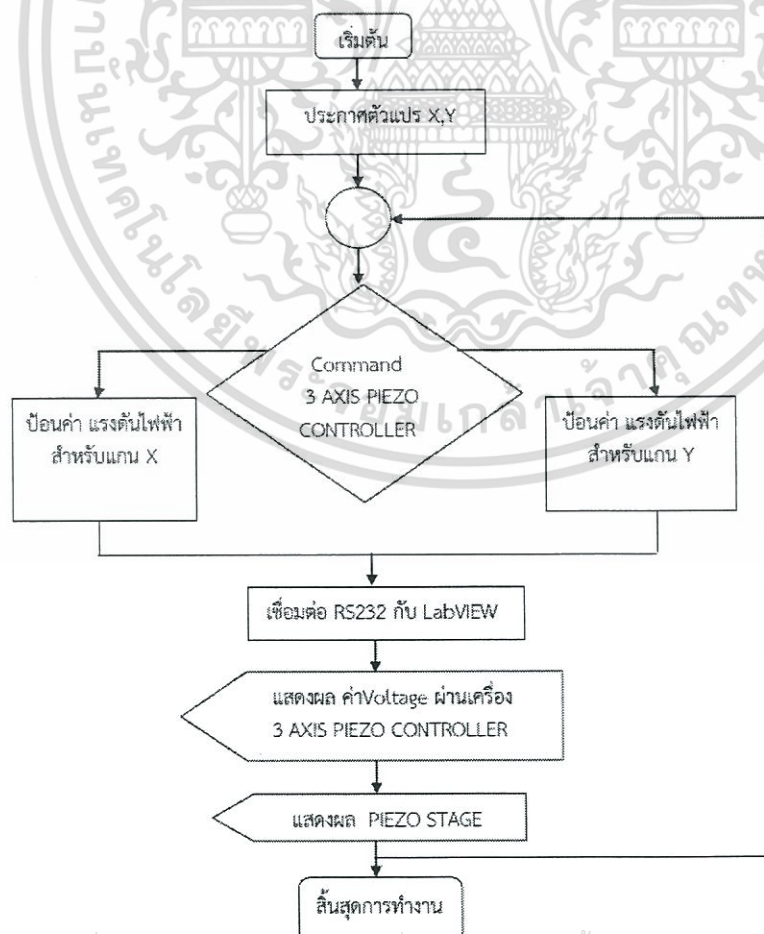 เริ่มต้น
ประกาศตัวแปร X,Y
Command
3 AXIS PIEZO
CONTROLLER
ป้อนค่า แรงดันไฟฟ้า
สำหรับแกน X
ป้อนค่า แรงดันไฟฟ้า
สำหรับแกน Y
เชื่อมต่อ RS232 กับ LabVIEW
แสดงผล ค่าVoltage ผ่านเครื่อง
3 AXIS PIEZO CONTROLLER
แสดงผล PIEZO STAGE
สิ้นสุดการทำงาน